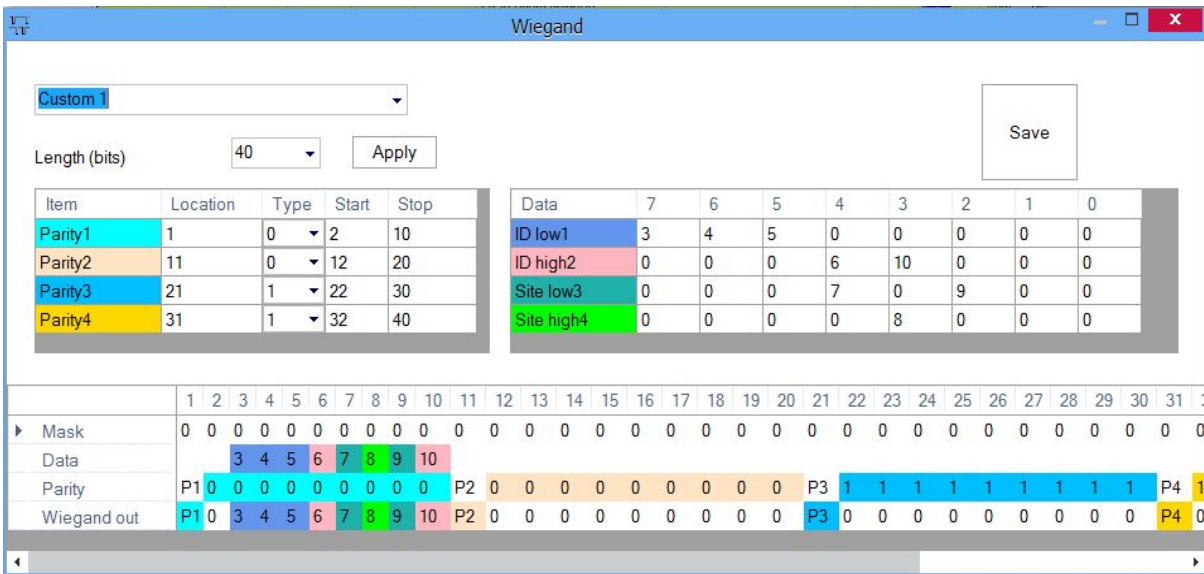 Wiegand
Custom 1
Save
Length (bits) 40 Apply
Item Location Type Start Stop
Parity1 1 0 2 10
Parity2 11 0 12 20
Parity3 21 1 22 30
Parity4 31 1 32 40
Data 7 6 5 4 3 2 1 0
ID low1 3 4 5 0 0 0 0 0
ID high2 0 0 0 6 10 0 0 0
Site low3 0 0 0 7 0 9 0 0
Site high4 0 0 0 0 8 0 0 0
1 2 3 4 5 6 7 8 9 10 11 12 13 14 15 16 17 18 19 20 21 22 23 24 25 26 27 28 29 30 31
Mask 0 0 0 0 0 0 0 0 0 0 0 0 0 0 0 0 0 0 0 0 0 0 0 0 0 0 0 0 0 0 0 0
Data 3 4 5 6 7 8 9 10
Parity P1 0 0 0 0 0 0 0 0 0 P2 0 0 0 0 0 0 0 0 0 P3 1 1 1 1 1 1 1 1 1 P4 1
Wiegand out P1 0 3 4 5 6 7 8 9 10 P2 0 0 0 0 0 0 0 0 0 P3 0 0 0 0 0 0 0 0 0 P4 0